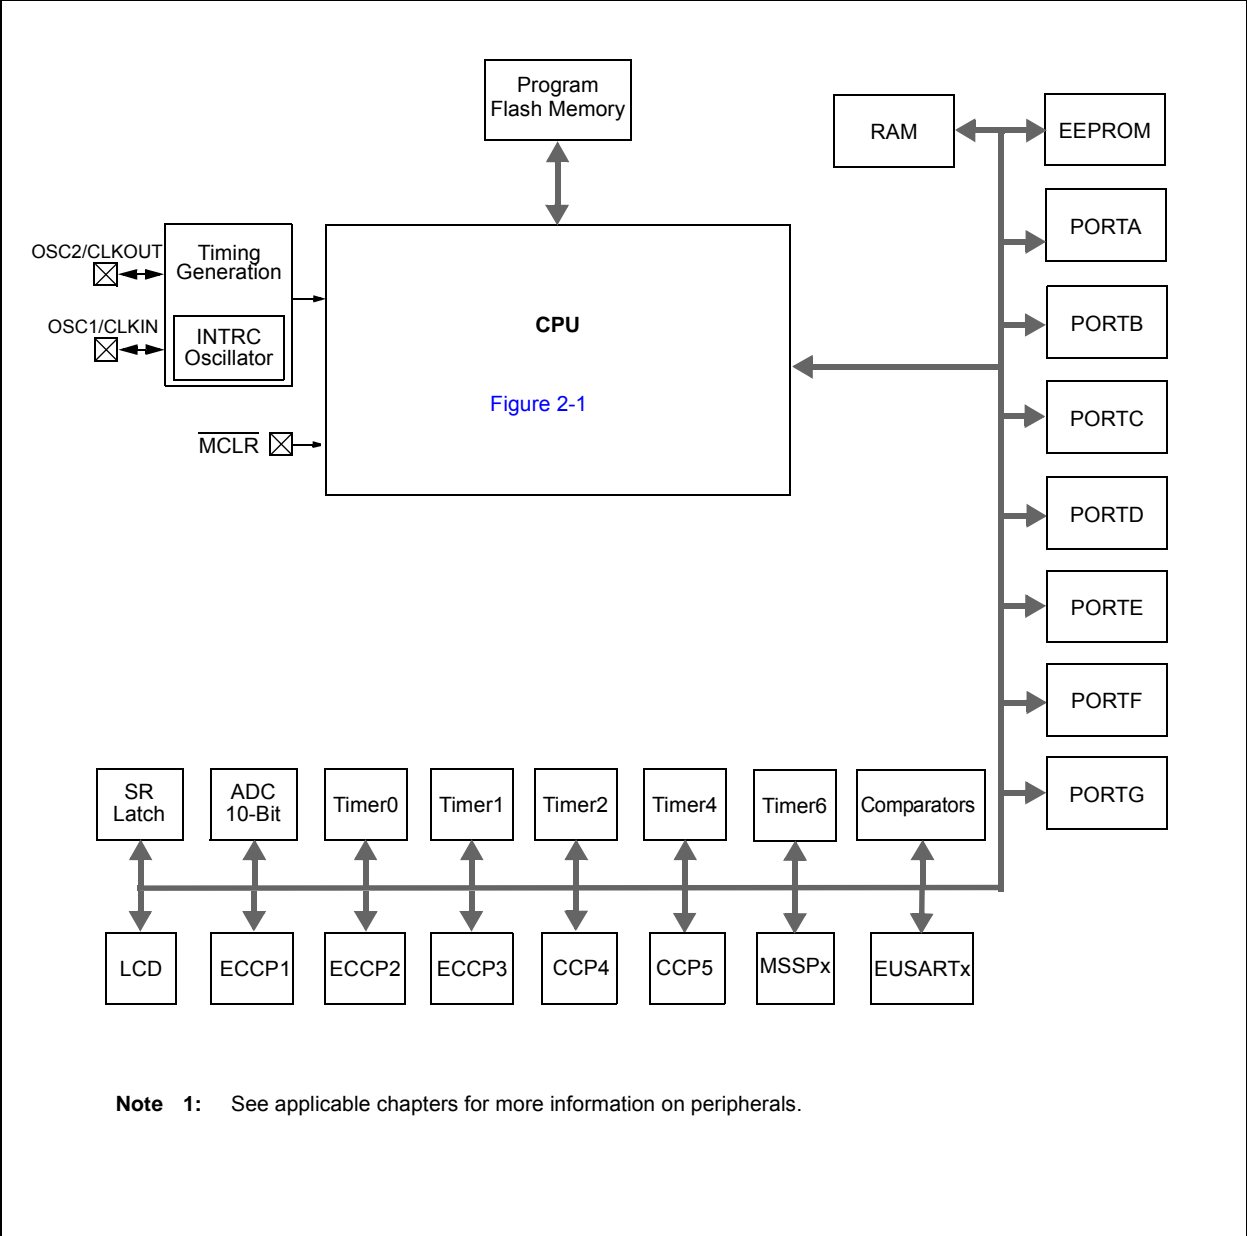 Program
Flash Memory
RAM
EEPROM
PORTA
OSC2/CLKOUT
Timing
Generation
OSC1/CLKIN
INTRC
Oscillator
CPU
PORTB
Figure 2-1
PORTC
MCLR
PORTD
PORTE
PORTF
SR
Latch
ADC
10-Bit
Timer0
Timer1
Timer2
Timer4
Timer6
Comparators
PORTG
LCD
ECCP1
ECCP2
ECCP3
CCP4
CCP5
MSSPx
EUSARTx
Note 1: See applicable chapters for more information on peripherals.